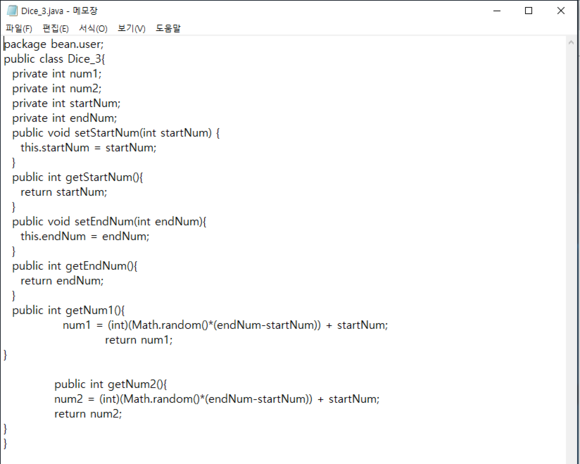 Dice_3.java - 메모장
파일(F) 편집(E) 서식(O) 보기(V) 도움말
package bean.user;
public class Dice_3{
private int num1;
private int num2;
private int startNum;
private int endNum;
public void setStartNum(int startNum) {
this.startNum = startNum;
}
public int getStartNum(){
return startNum;
}
public void setEndNum(int endNum){
this.endNum = endNum;
}
public int getEndNum(){
return endNum;
}
public int getNum1(){
num1 = (int)(Math.random()*(endNum-startNum)) + startNum;
return num1;
}
public int getNum2(){
num2 = (int)(Math.random()*(endNum-startNum)) + startNum;
return num2;
}
}